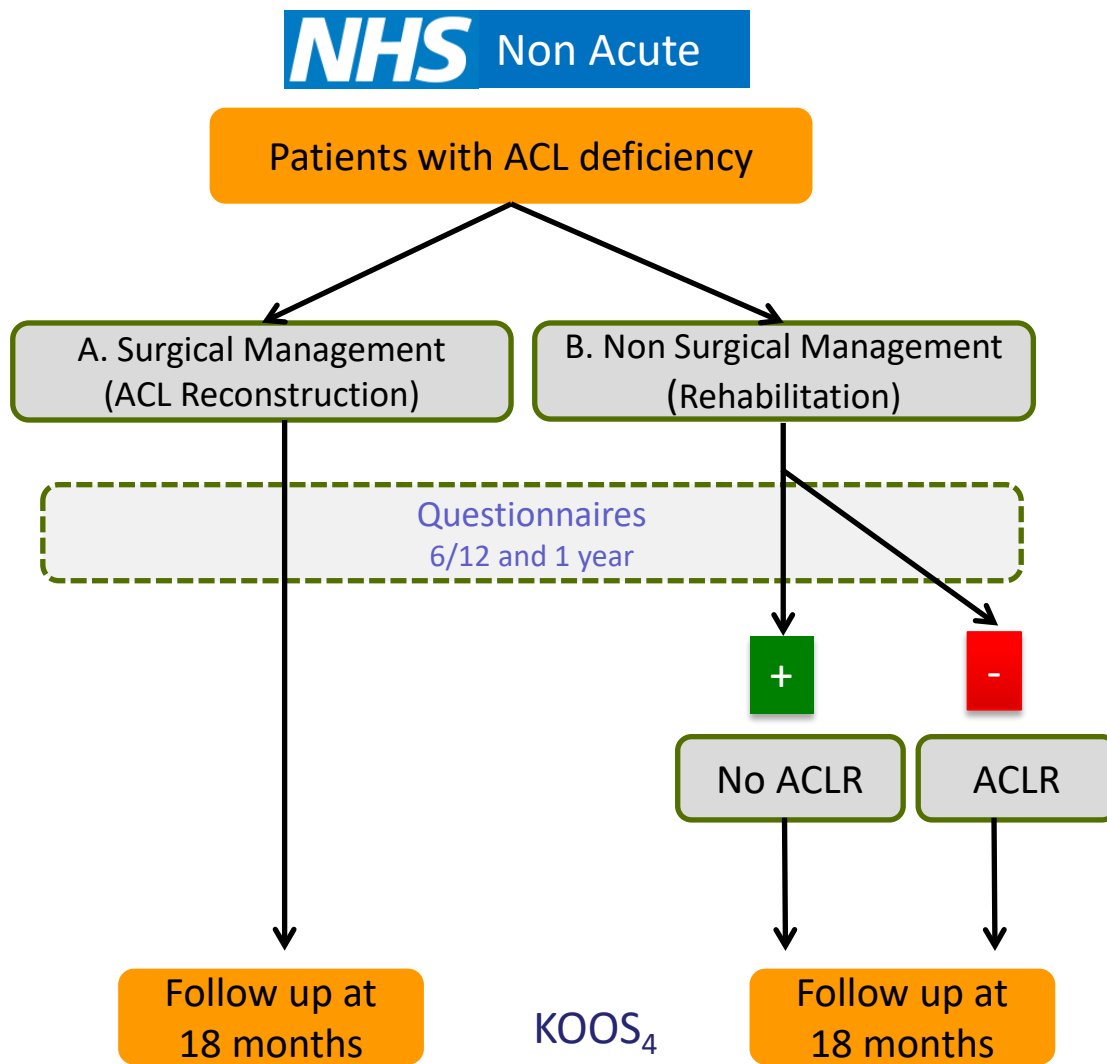 NHS Non Acute
Patients with ACL deficiency
A. Surgical Management
(ACL Reconstruction)
B. Non Surgical Management
(Rehabilitation)
Questionnaires
6/12 and 1 year
+
-
No ACLR
ACLR
Follow up at
18 months
KOOS₄
Follow up at
18 months